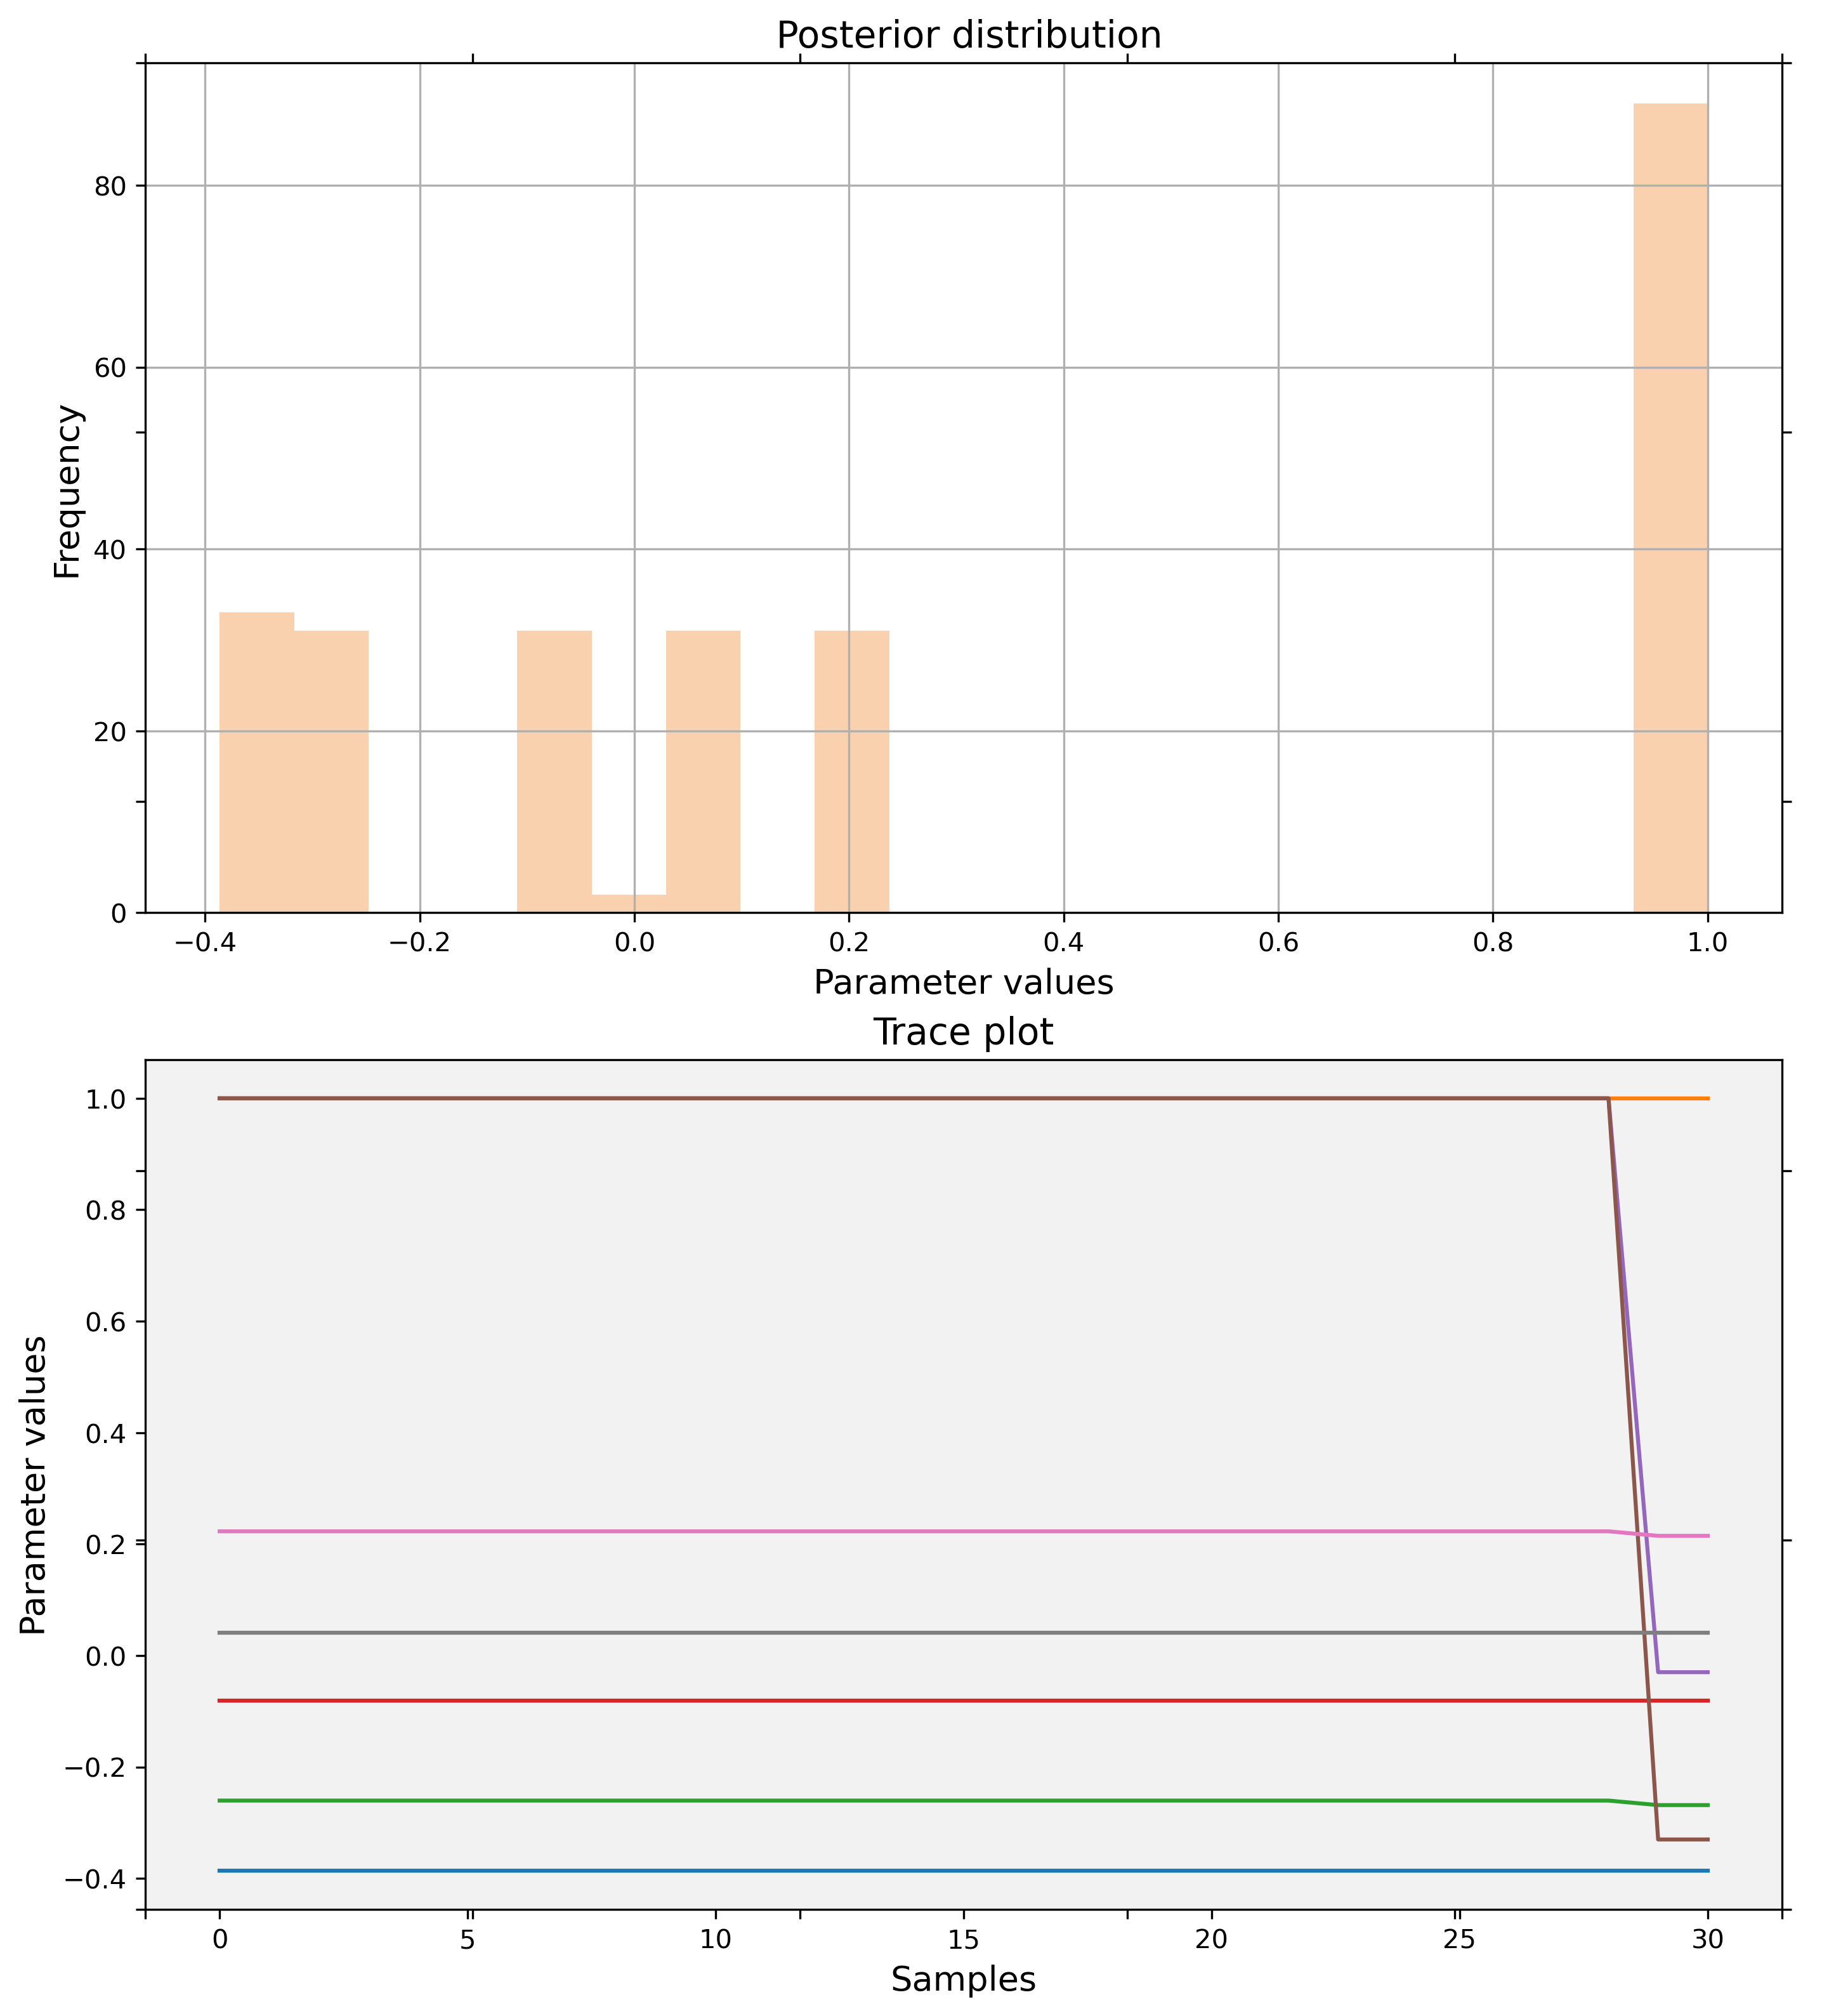 Posterior distribution
Frequency
80
60
40
20
0
−0.4 −0.2 0.0 0.2 0.4 0.6 0.8 1.0
Parameter values
Trace plot
Parameter values
1.0
0.8
0.6
0.4
0.2
0.0
−0.2
−0.4
0 5 10 15 20 25 30
Samples